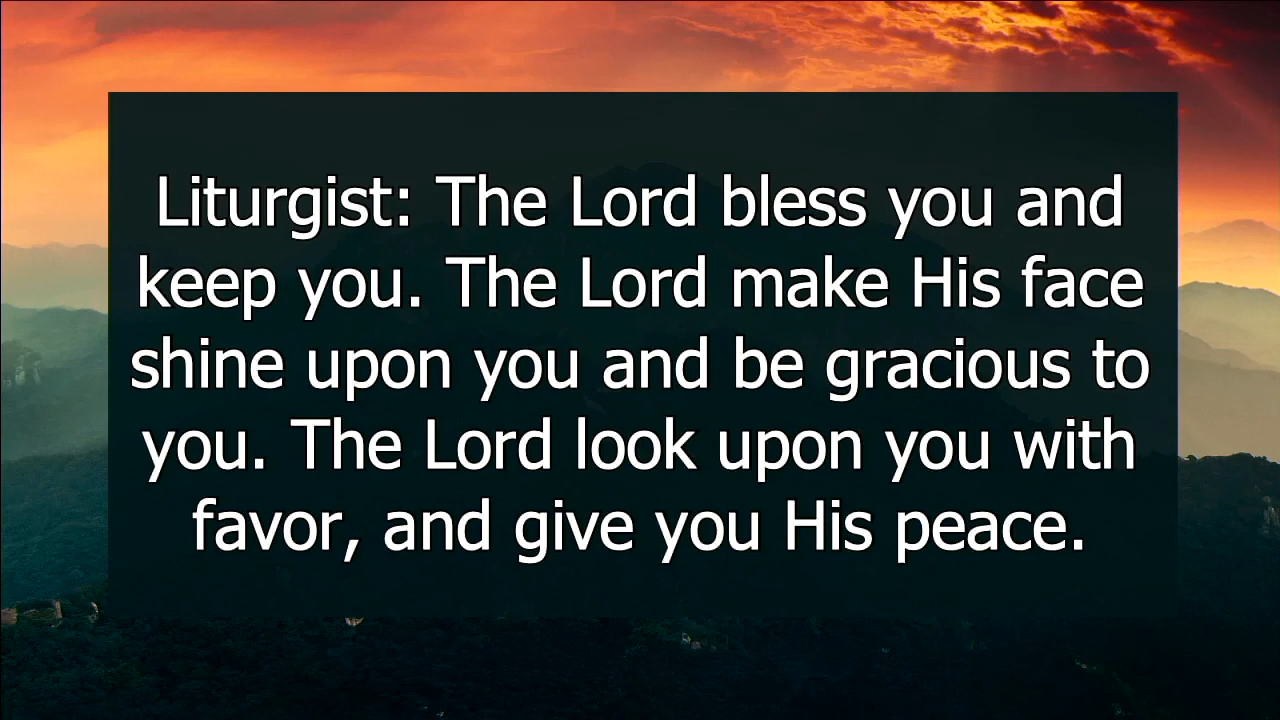 Liturgist: The Lord bless you and
keep you. The Lord make His face
shine upon you and be gracious to
you. The Lord look upon you with
favor, and give you His peace.